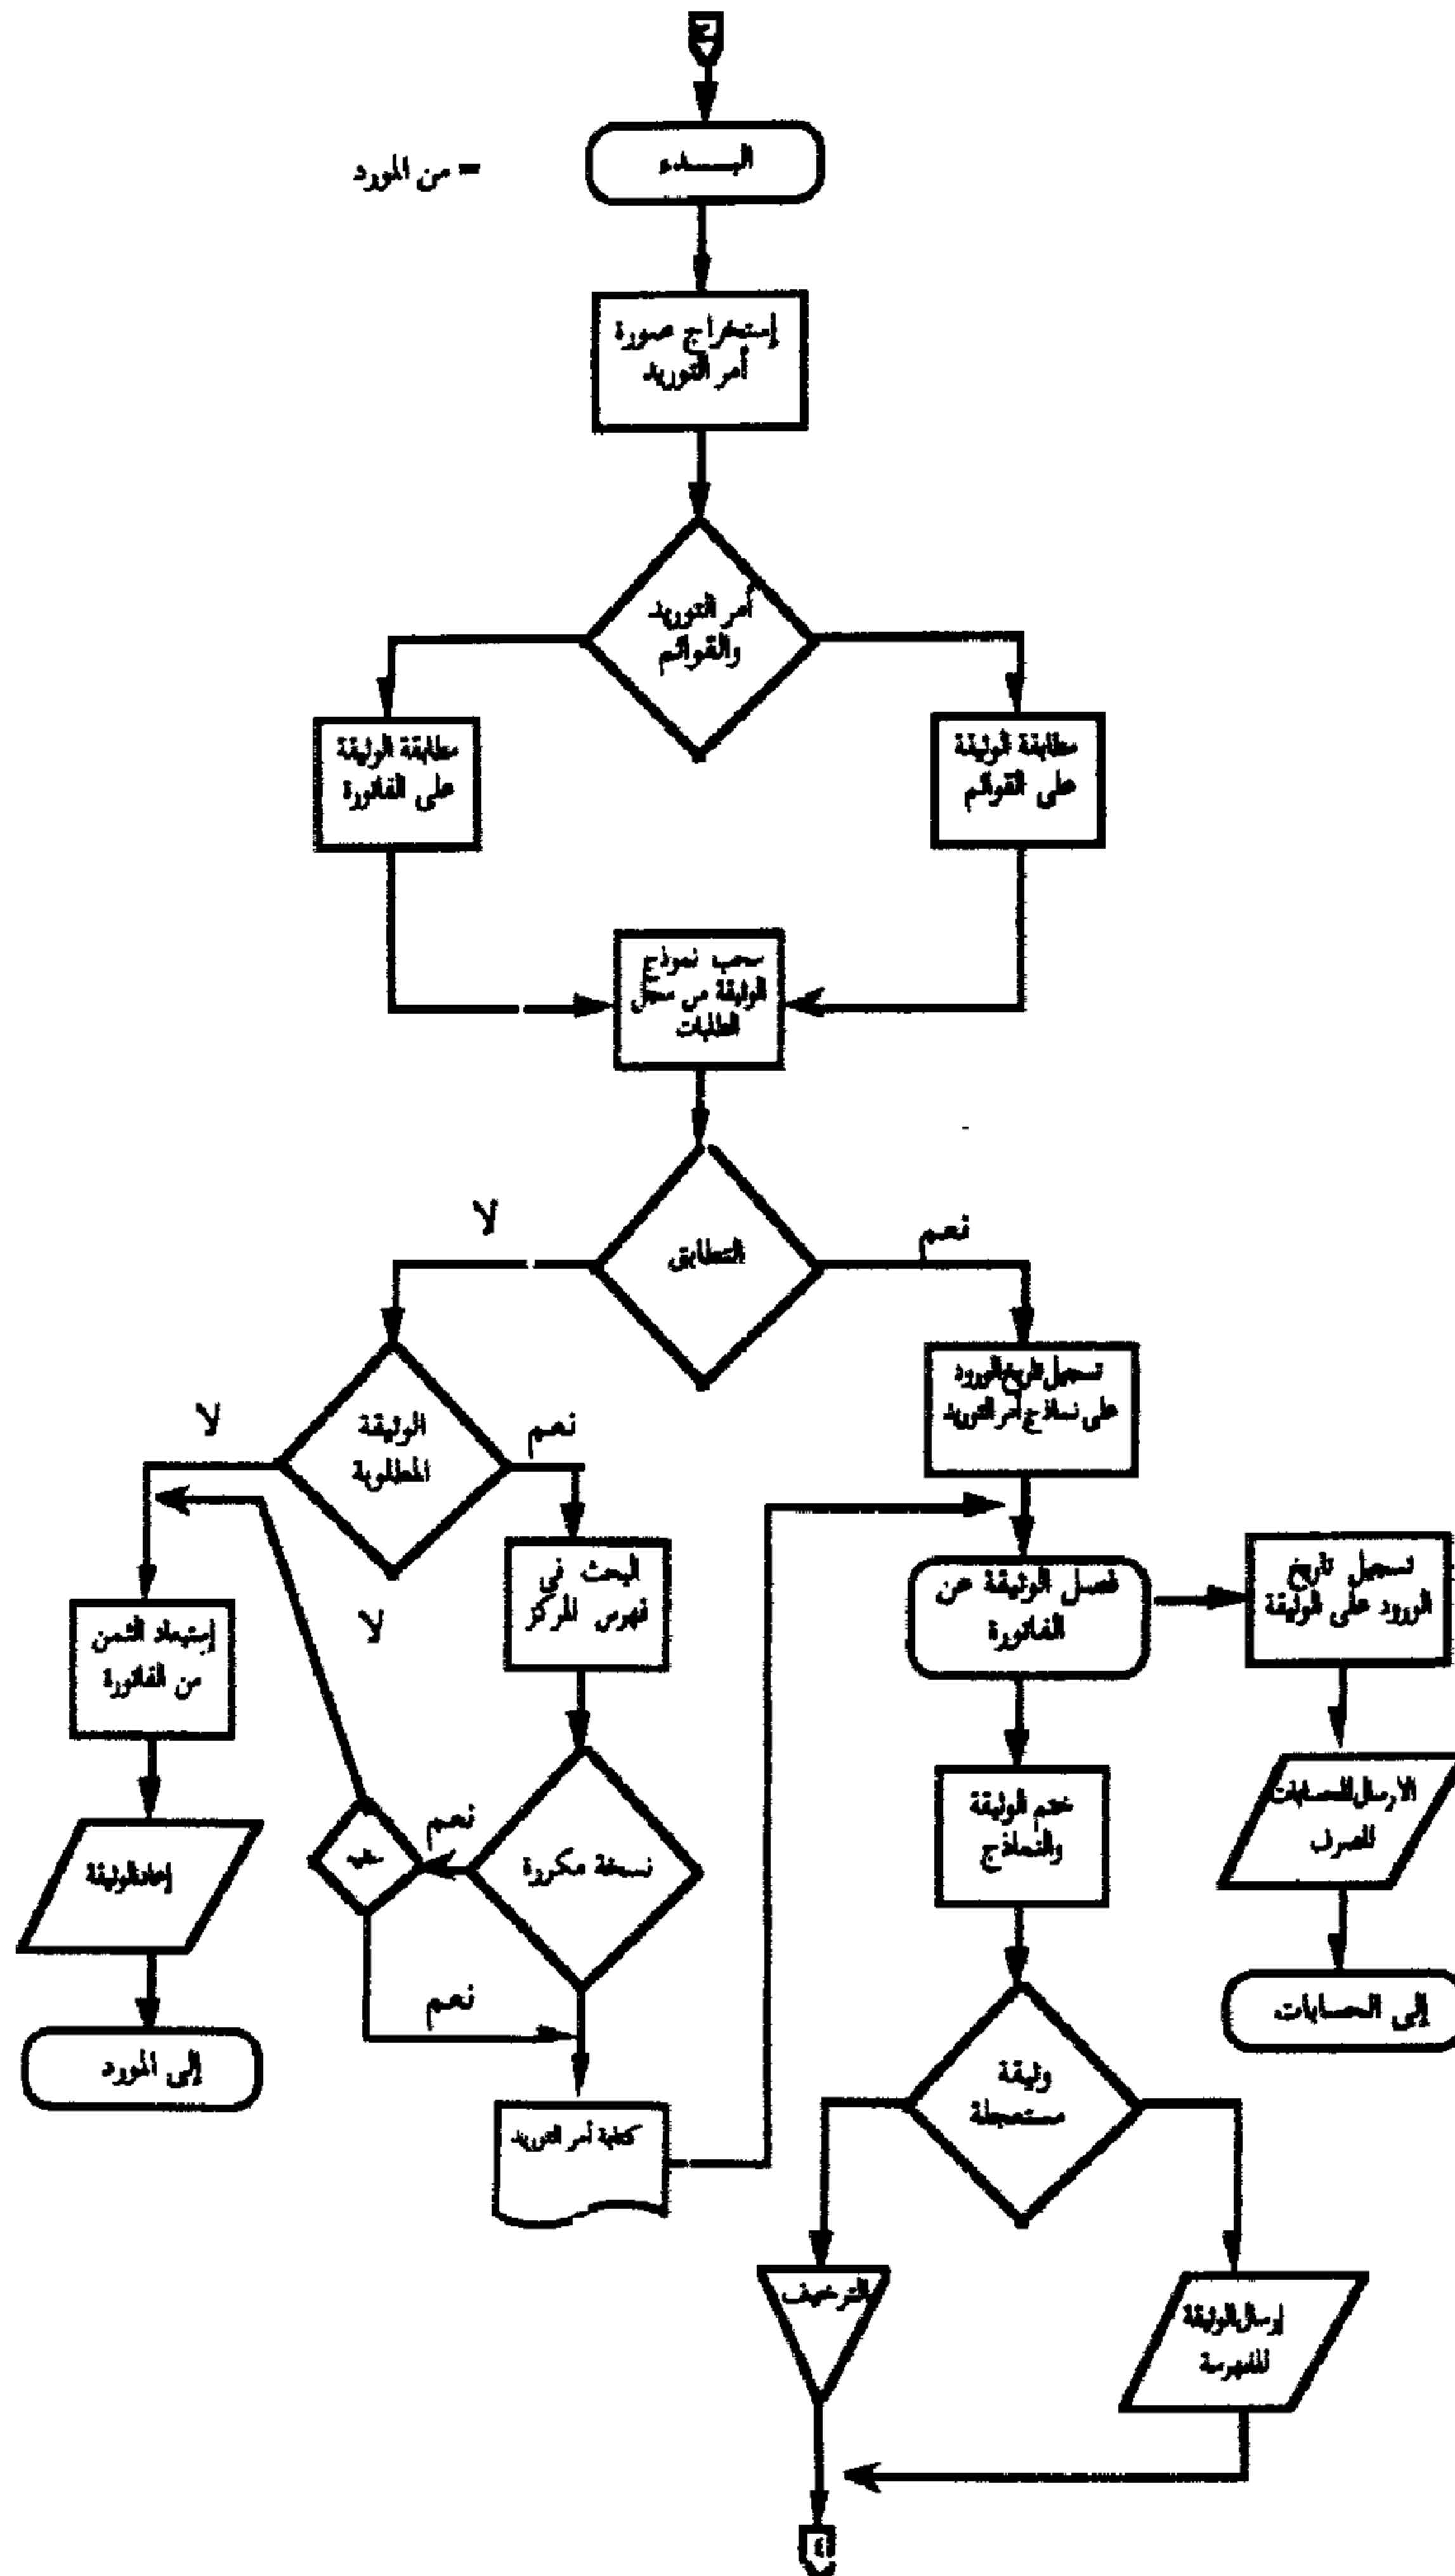 البـــدء
= من المورد
إستخراج صورة
أمر التوريد
أمر التوريد
والقوائم
مطابقة الوثيقة
على القوائم
مطابقة الوثيقة
على الفاتورة
سحب نموذج
الوثيقة من سجل
الطلبات
التطابق
نعم
لا
تسجيل تاريخ الورود
على نماذج أمر التوريد
الوثيقة
المطلوبة
نعم
لا
فصل الوثيقة عن
الفاتورة
تسجيل تاريخ
الورود على الوثيقة
البحث في
فهرس المركز
لا
إستبعاد الثمن
من الفاتورة
ختم الوثيقة
والنماذج
الارسال للحسابات
للصرف
نسخة مكررة
نعم
إعادة الوثيقة
إلى الحسابات
نعم
إلى المورد
وثيقة
مستعجلة
كتابة أمر التوريد
الترفيف
إرسال الوثيقة
للفهرسة
٤